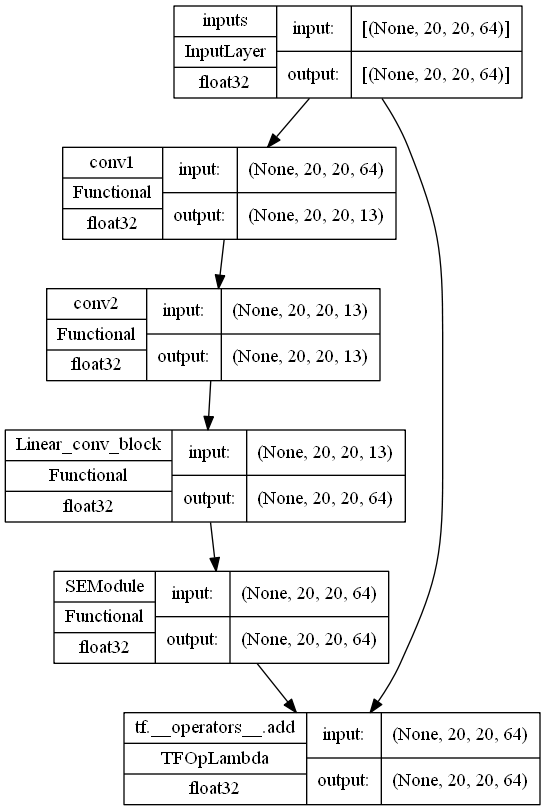 inputs
InputLayer
float32
input: [(None, 20, 20, 64)]
output: [(None, 20, 20, 64)]
conv1
Functional
float32
input: (None, 20, 20, 64)
output: (None, 20, 20, 13)
conv2
Functional
float32
input: (None, 20, 20, 13)
output: (None, 20, 20, 13)
Linear_conv_block
Functional
float32
input: (None, 20, 20, 13)
output: (None, 20, 20, 64)
SEModule
Functional
float32
input: (None, 20, 20, 64)
output: (None, 20, 20, 64)
tf.__operators__.add
TFOpLambda
float32
input: (None, 20, 20, 64)
output: (None, 20, 20, 64)